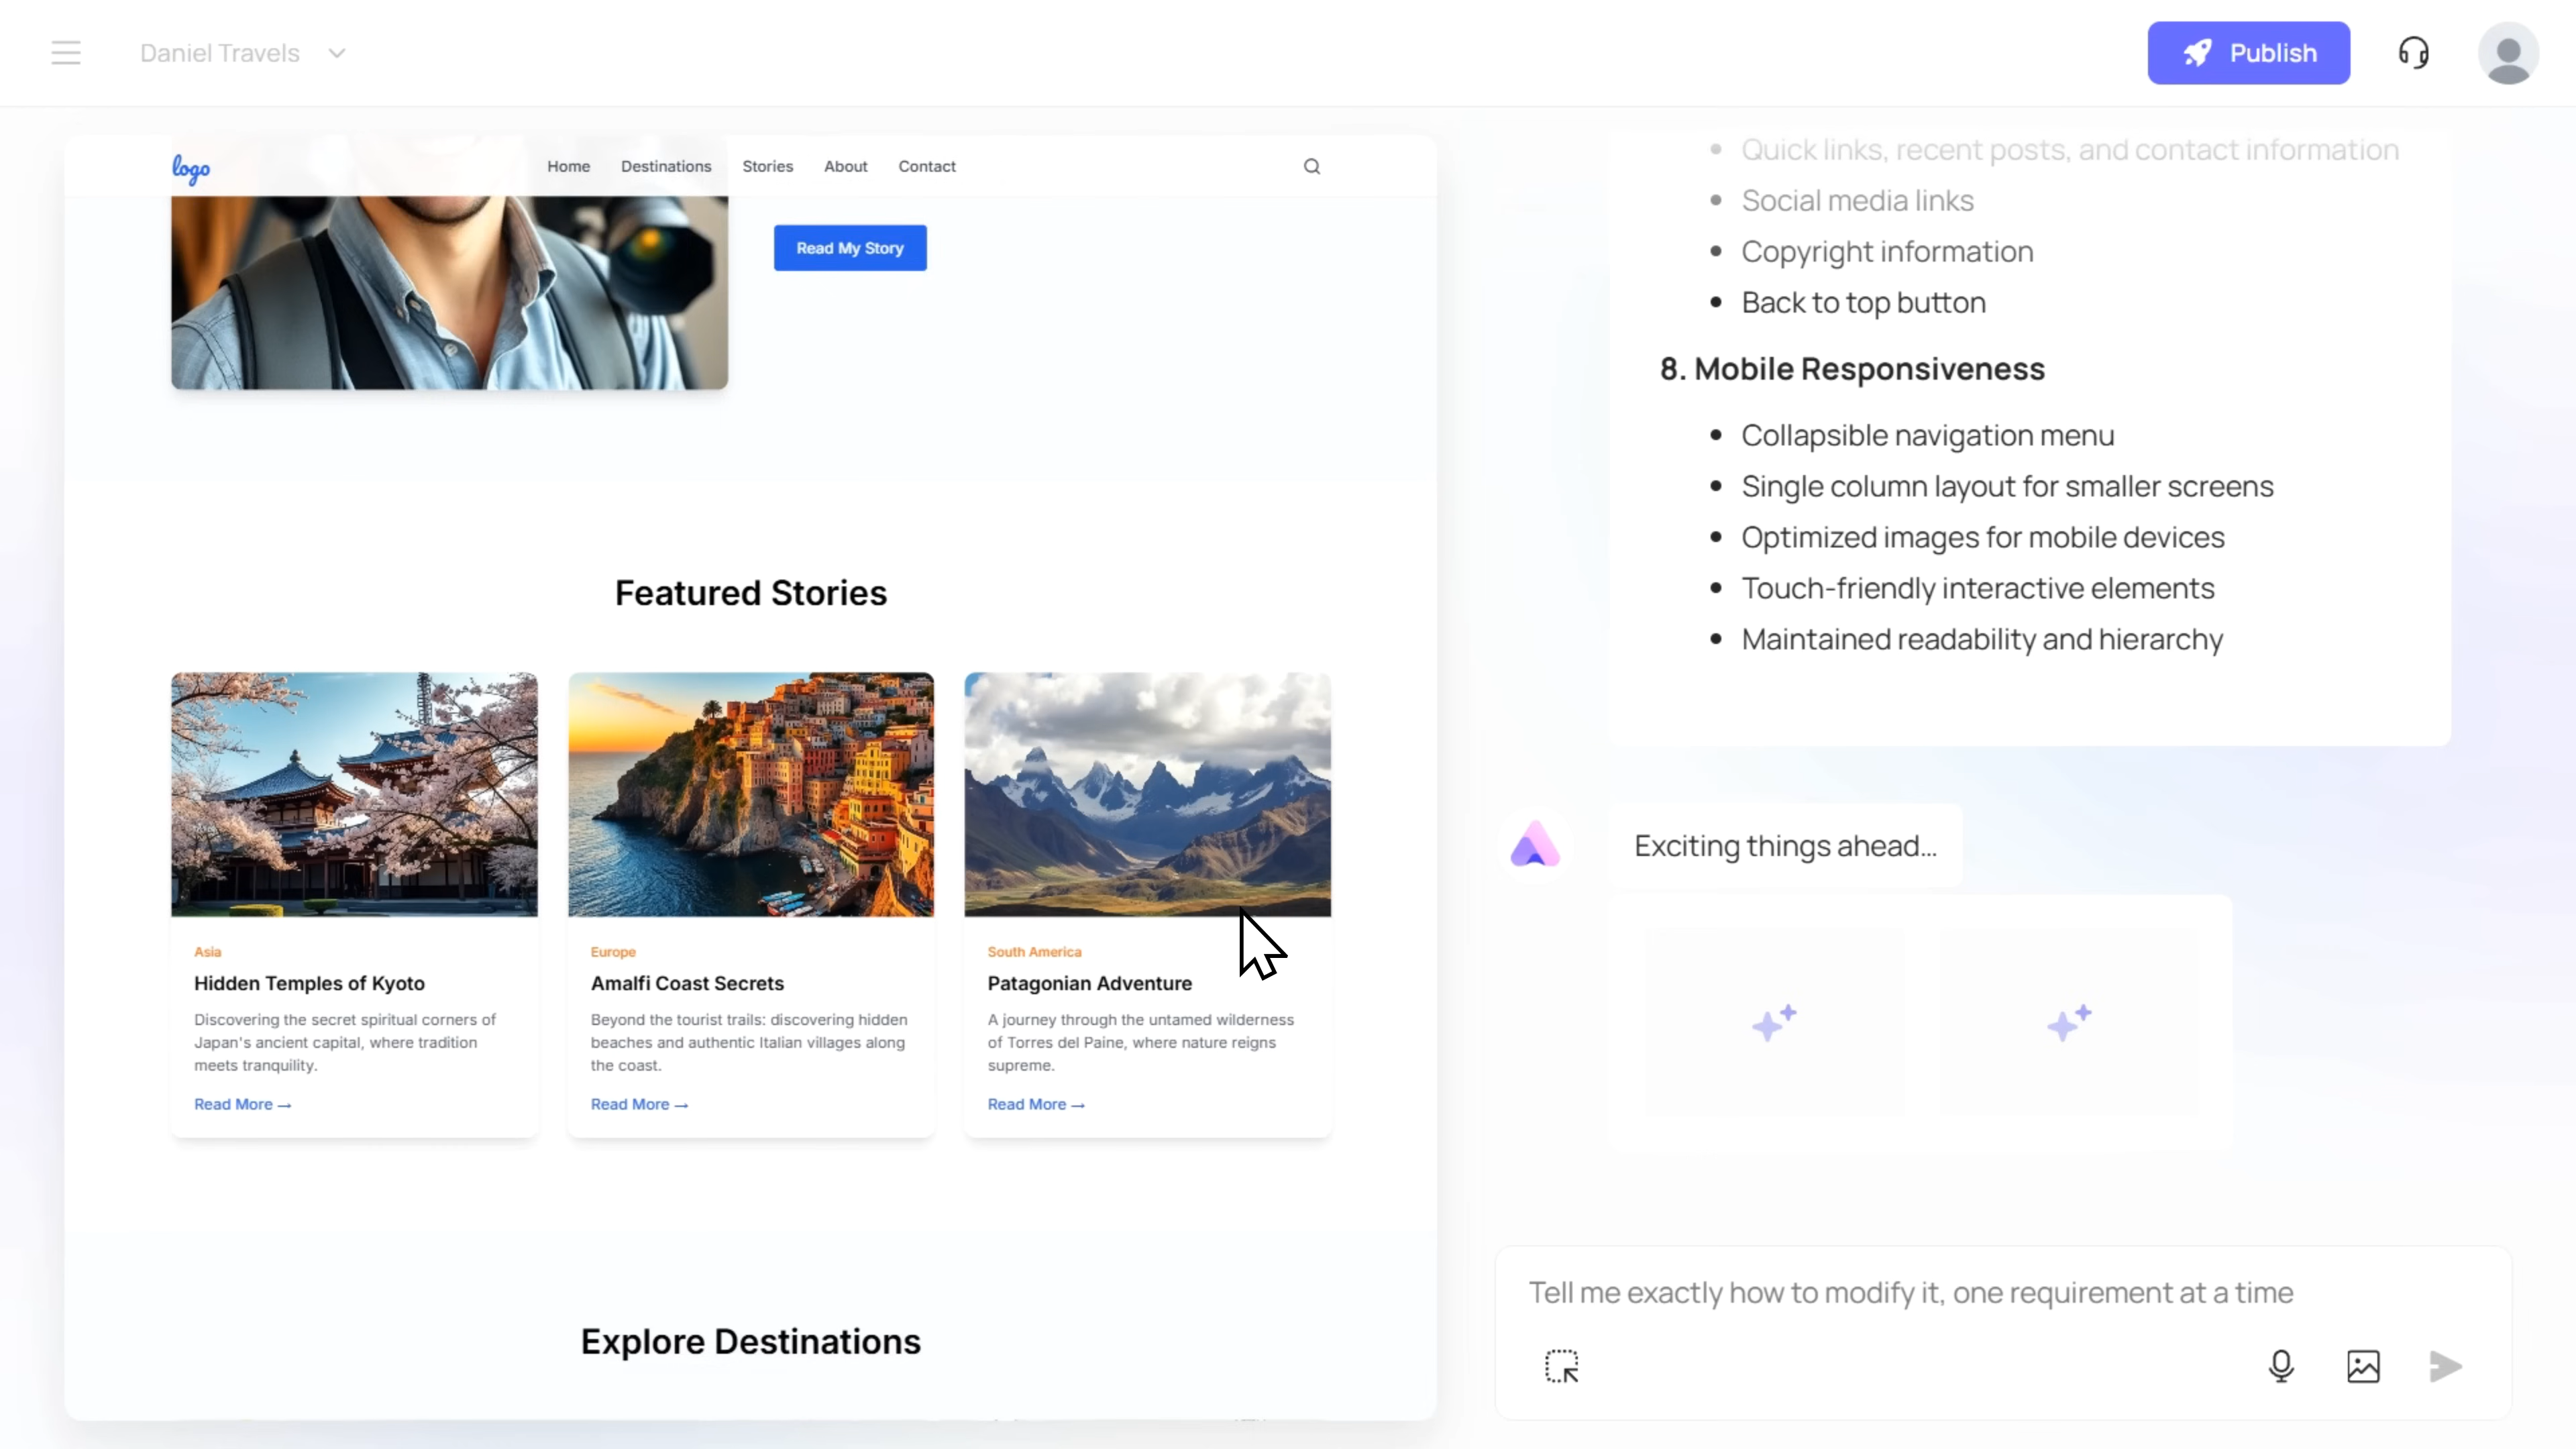 Daniel Travels
Publish
logo
Home
Destinations
Stories
About
Contact
Read My Story
Featured Stories
Asia
Hidden Temples of Kyoto
Discovering the secret spiritual corners of
Japan's ancient capital, where tradition
meets tranquility.
Read More →
Europe
Amalfi Coast Secrets
Beyond the tourist trails: discovering hidden
beaches and authentic Italian villages along
the coast.
Read More →
South America
Patagonian Adventure
A journey through the untamed wilderness
of Torres del Paine, where nature reigns
supreme.
Read More →
Explore Destinations
• Quick links, recent posts, and contact information
• Social media links
• Copyright information
• Back to top button
8. Mobile Responsiveness
• Collapsible navigation menu
• Single column layout for smaller screens
• Optimized images for mobile devices
• Touch-friendly interactive elements
• Maintained readability and hierarchy
Exciting things ahead...
Tell me exactly how to modify it, one requirement at a time